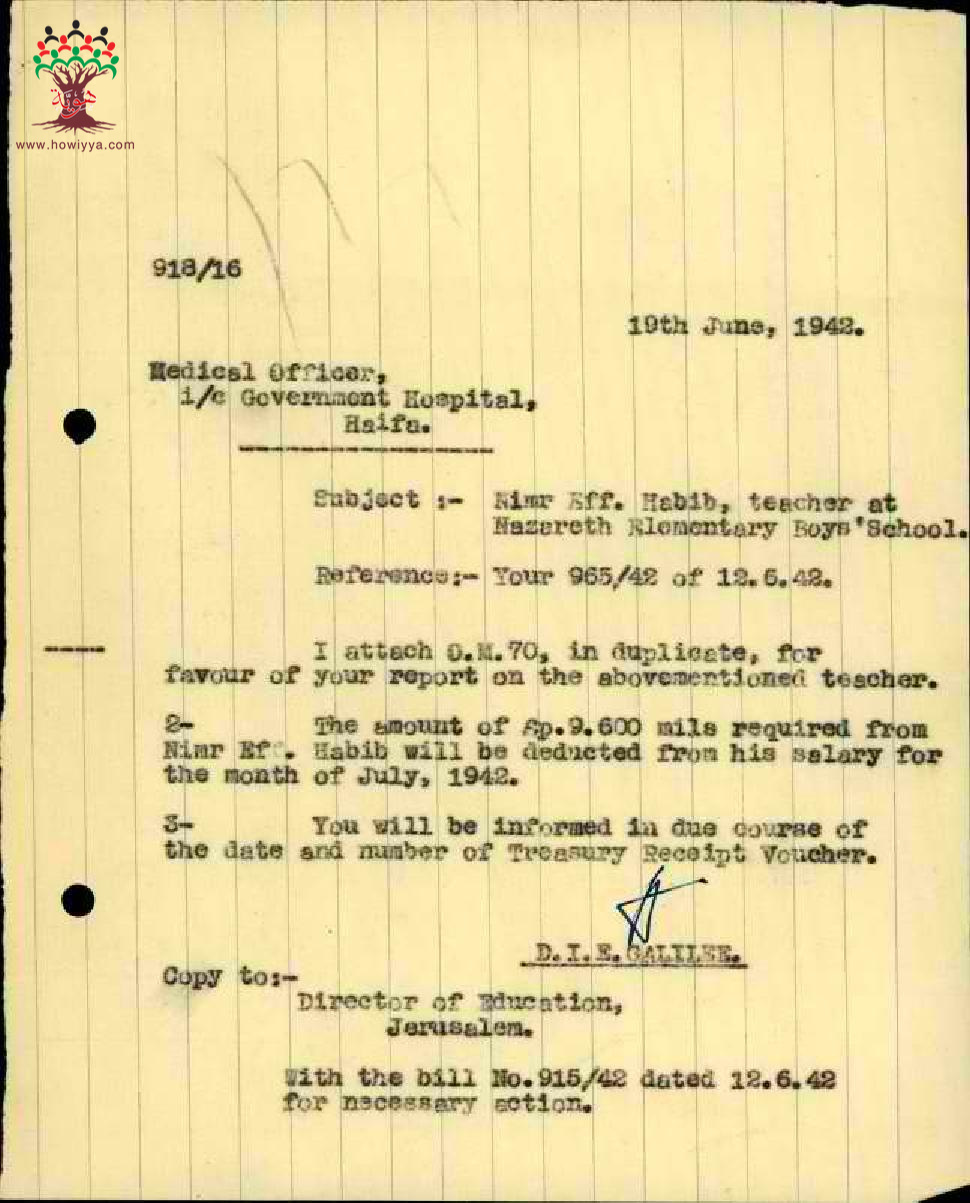 هوية
www.howiyya.com
918/16
19th June, 1942.
Medical Officer,
i/c Government Hospital,
Haifa.
Subject :- Nimr Eff. Habib, teacher at
Nazareth Elementary Boys' School.
Reference:- Your 965/42 of 12.6.42.
I attach O.M.70, in duplicate, for
favour of your report on the abovementioned teacher.
2- The amount of £p.9.600 mils required from
Nimr Eff. Habib will be deducted from his salary for
the month of July, 1942.
3- You will be informed in due course of
the date and number of Treasury Receipt Voucher.
D.I.E. GALILEE.
Copy to:-
Director of Education,
Jerusalem.
With the bill No.915/42 dated 12.6.42
for necessary action.